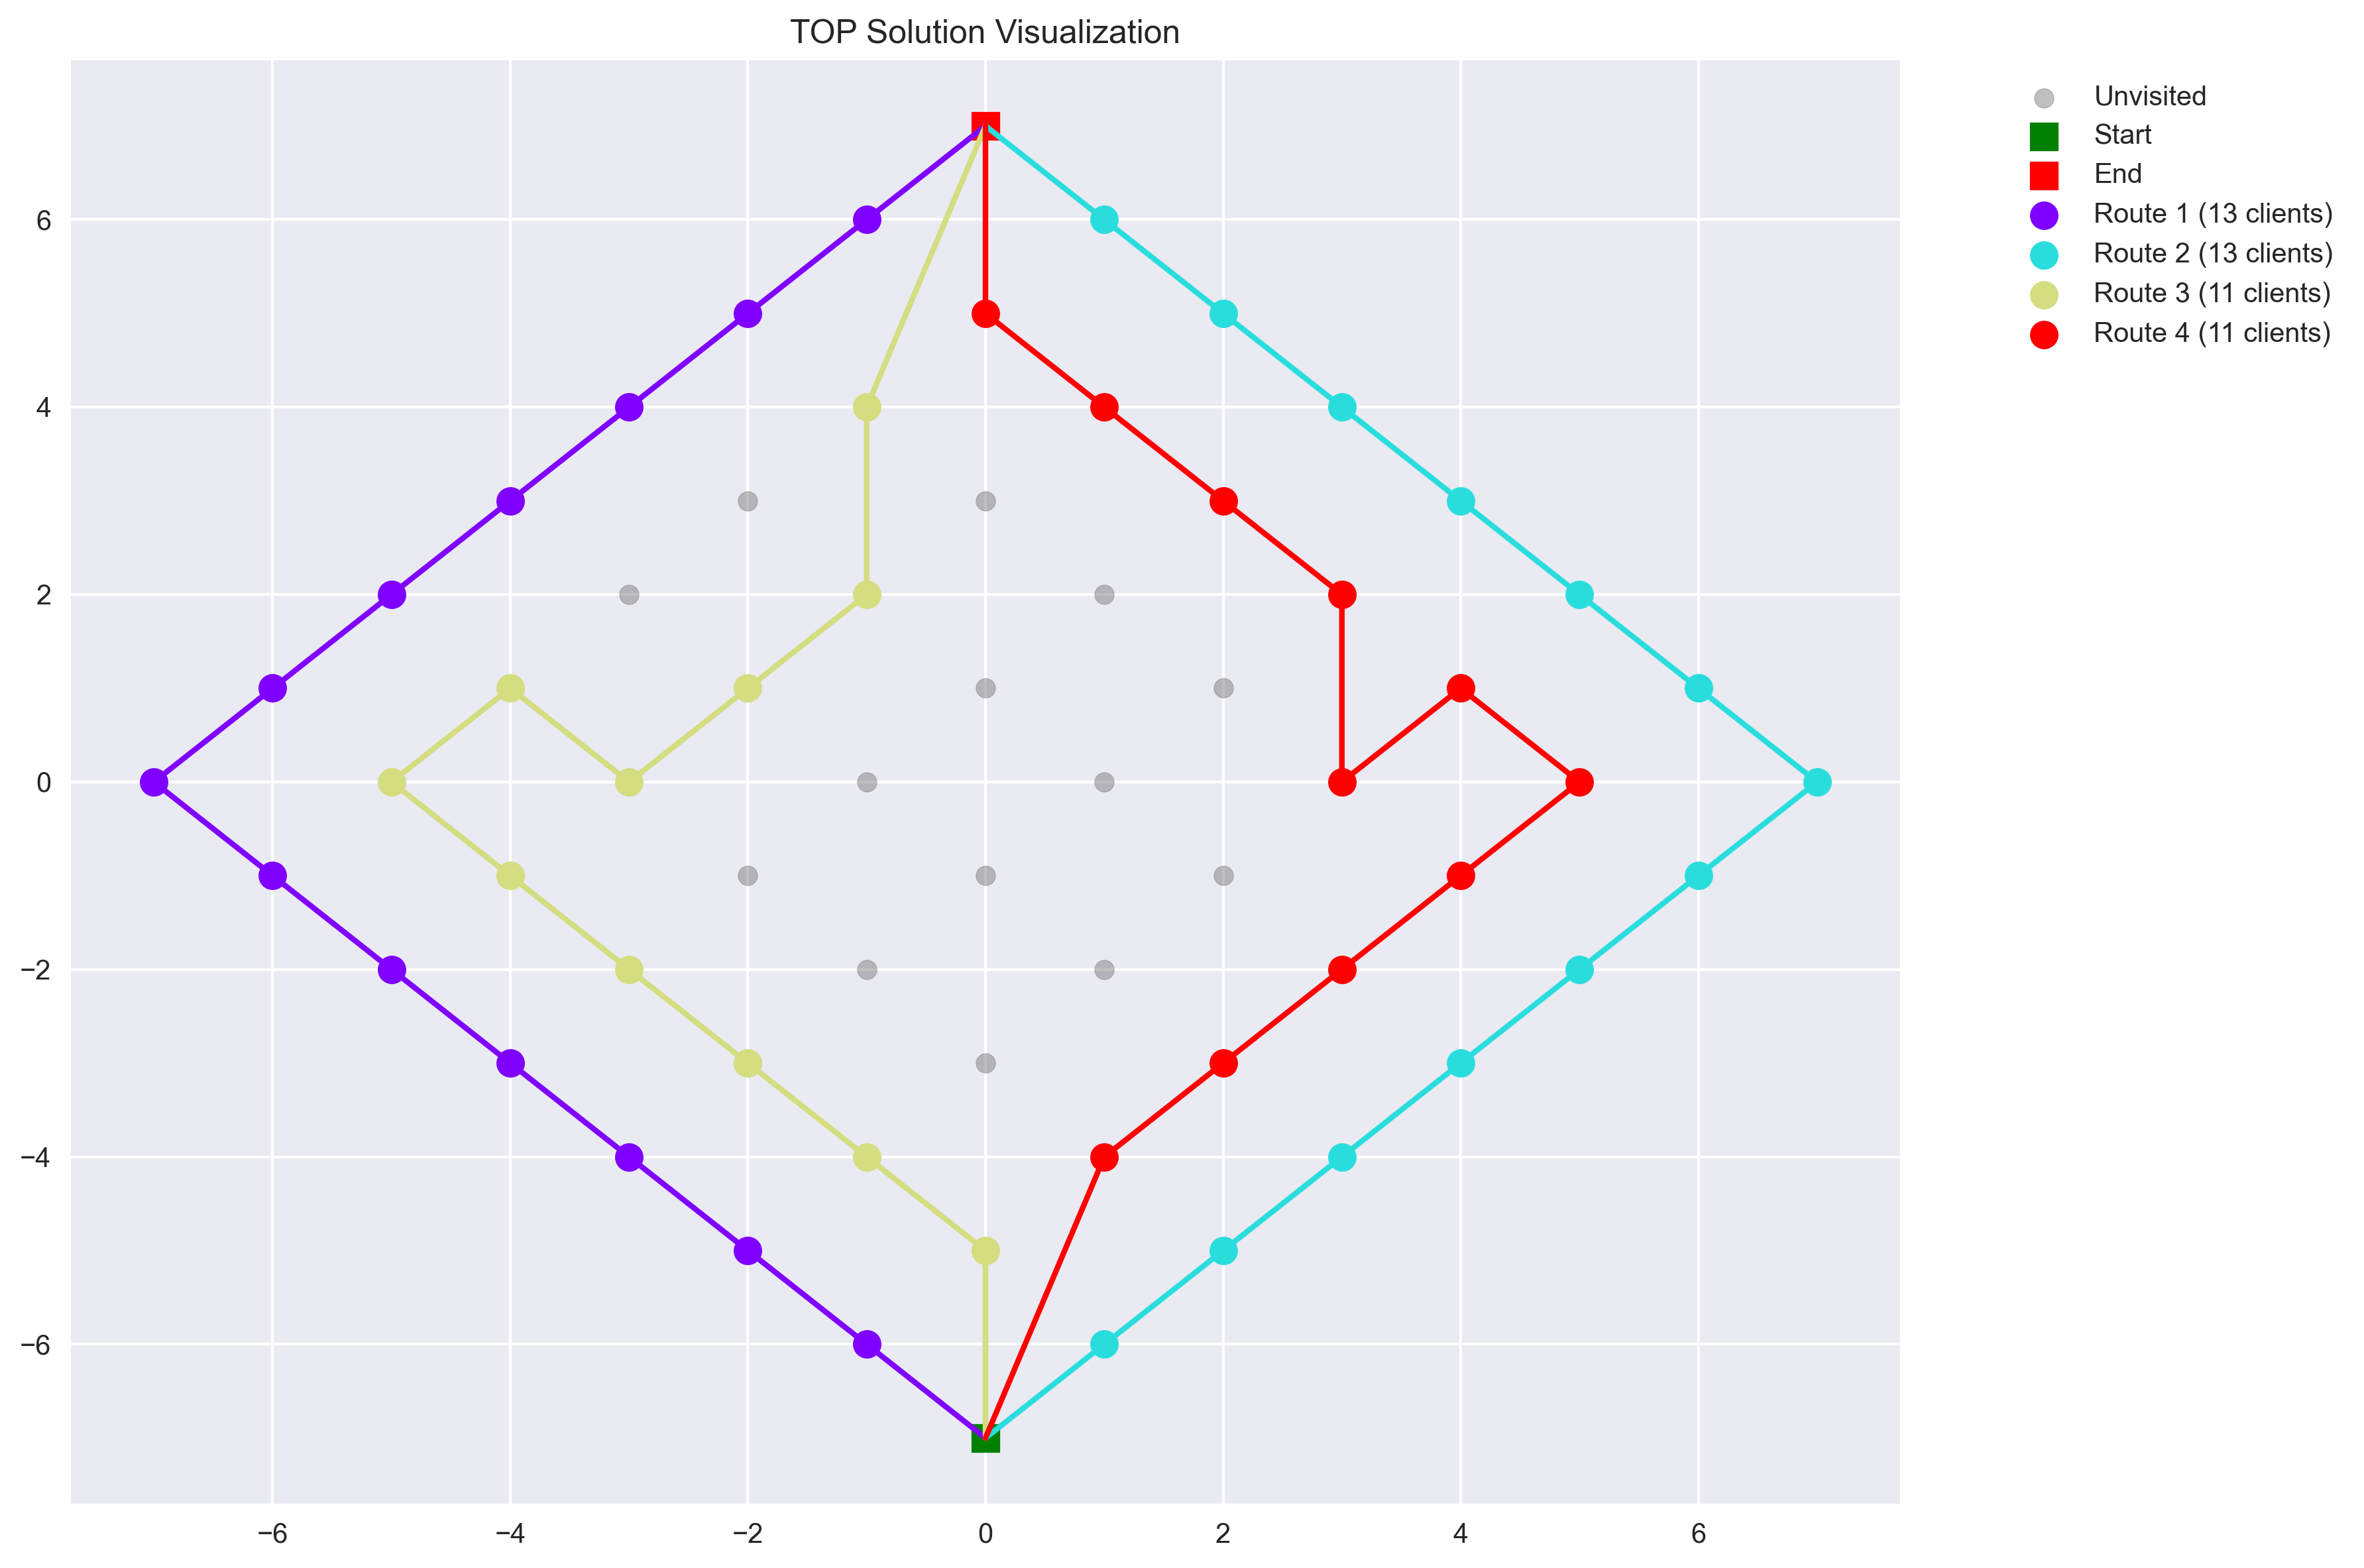 TOP Solution Visualization
Unvisited
Start
End
Route 1 (13 clients)
Route 2 (13 clients)
Route 3 (11 clients)
Route 4 (11 clients)
6
4
2
0
−2
−4
−6
−6 −4 −2 0 2 4 6